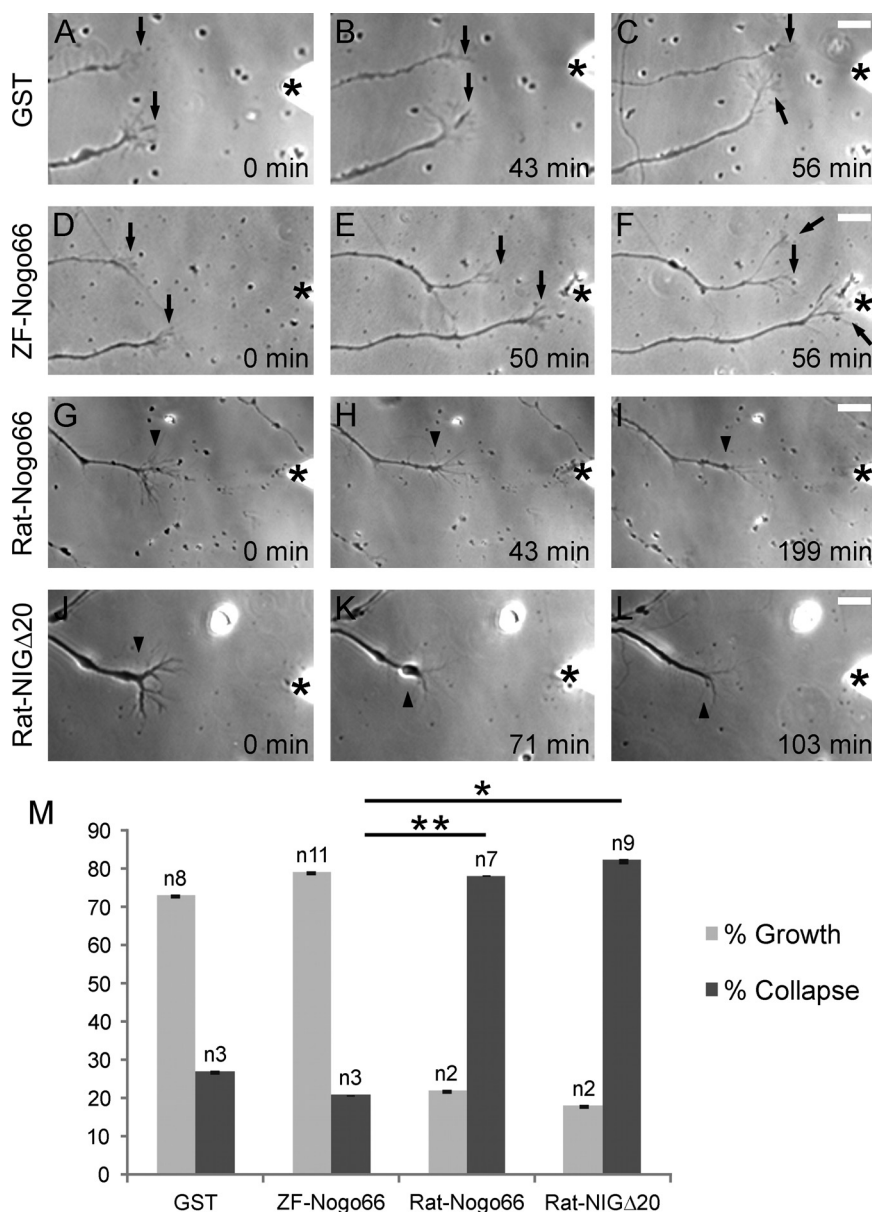 A B C
GST
* * *
0 min 43 min 56 min
D E F
ZF-Nogo66
* * *
0 min 50 min 56 min
G H I
Rat-Nogo66
* * *
0 min 43 min 199 min
J K L
Rat-NIGΔ20
* * *
0 min 71 min 103 min
M
*
**
90
80
70
60
50
40
30
20
10
0
n8
n3
n11
n3
n2
n7
n2
n9
% Growth
% Collapse
GST ZF-Nogo66 Rat-Nogo66 Rat-NIGΔ20